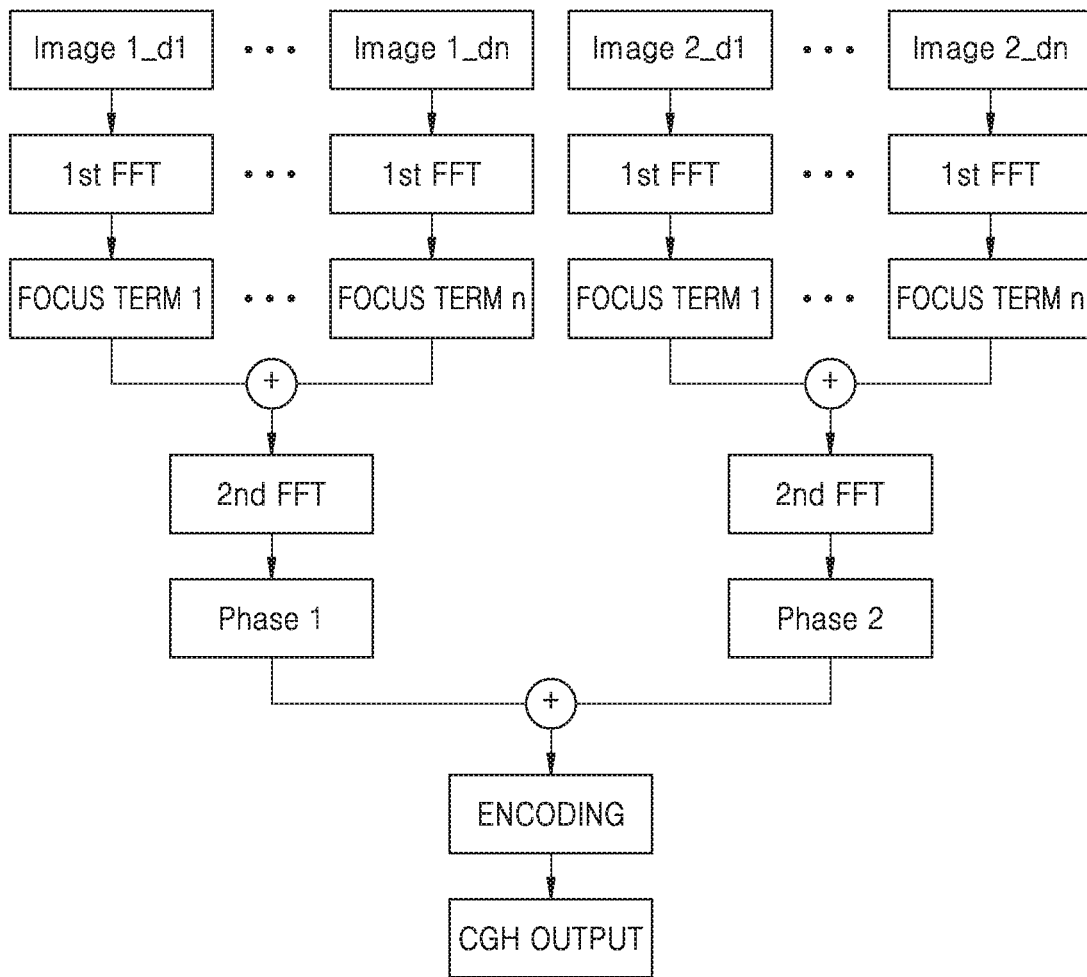 Image 1_d1 • • • Image 1_dn Image 2_d1 • • • Image 2_dn
1st FFT • • • 1st FFT 1st FFT • • • 1st FFT
FOCUS TERM 1 • • • FOCUS TERM n FOCUS TERM 1 • • • FOCUS TERM n
+ +
2nd FFT 2nd FFT
Phase 1 Phase 2
+
ENCODING
CGH OUTPUT